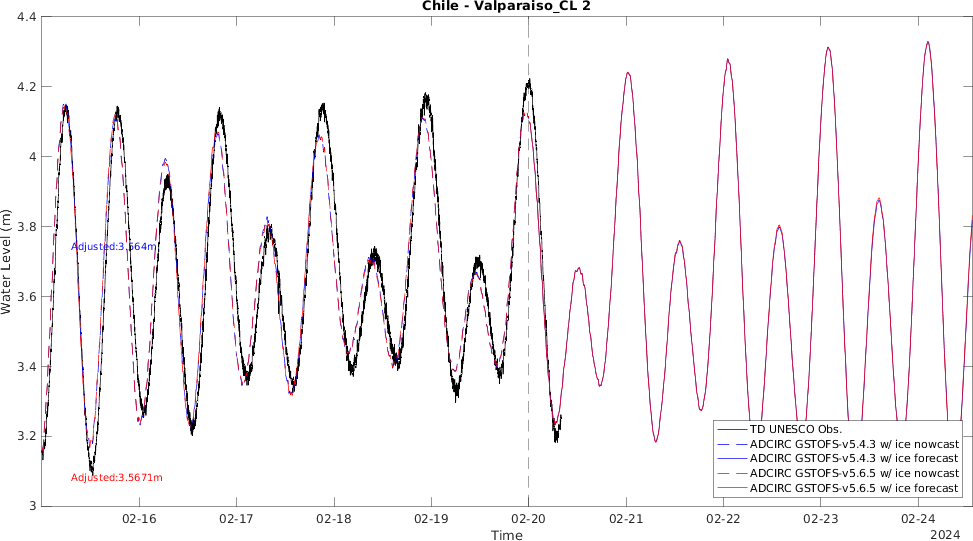 Chile - Valparaiso_CL 2
4.4
4.2
4
3.8
3.6
3.4
3.2
3
Water Level (m)
Adjusted:3.564m
Adjusted:3.5671m
TD UNESCO Obs.
ADCIRC GSTOFS-v5.4.3 w/ ice nowcast
ADCIRC GSTOFS-v5.4.3 w/ ice forecast
ADCIRC GSTOFS-v5.6.5 w/ ice nowcast
ADCIRC GSTOFS-v5.6.5 w/ ice forecast
02-16 02-17 02-18 02-19 02-20 02-21 02-22 02-23 02-24
Time
2024